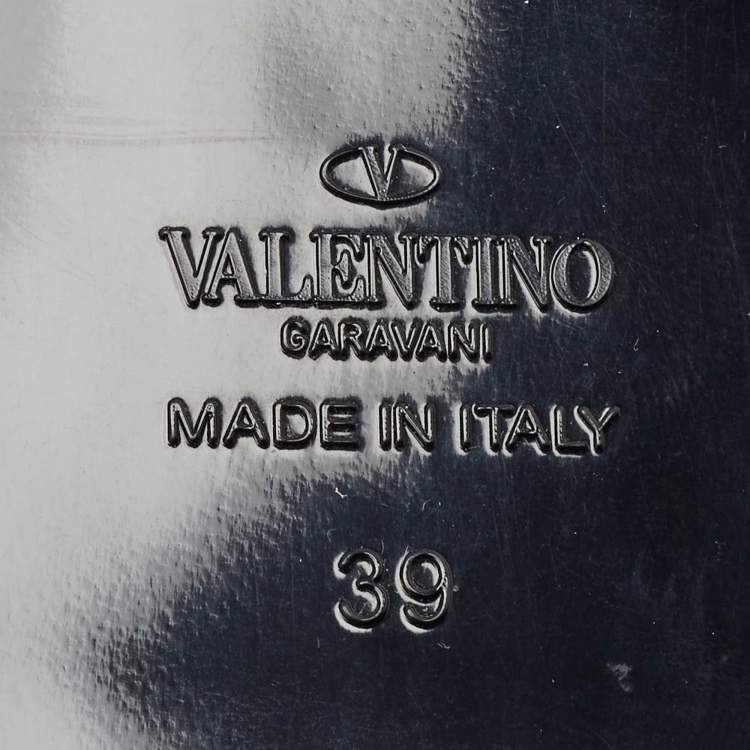 V
VALENTINO
GARAVANI
MADE IN ITALY
39